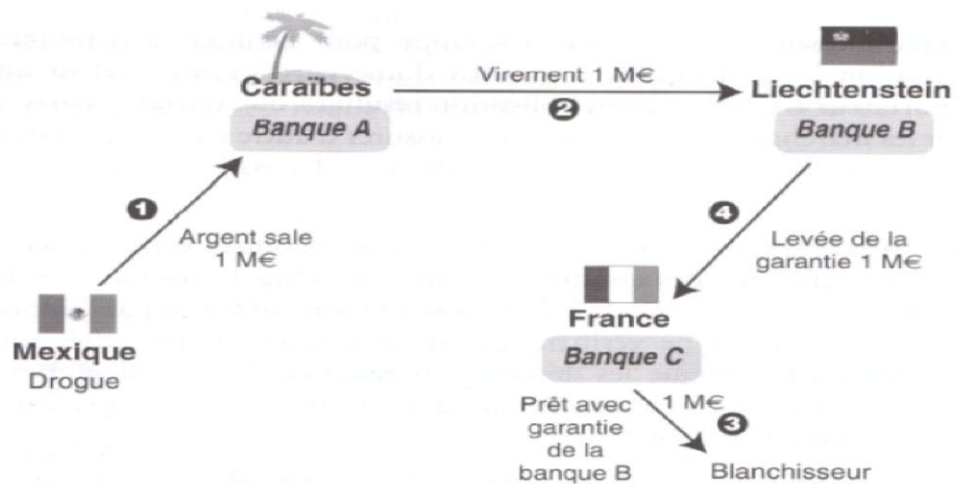 Caraïbes
Banque A
Virement 1 M€
2
Liechtenstein
Banque B
1
Argent sale
1 M€
4
Levée de la
garantie 1 M€
Mexique
Drogue
France
Banque C
Prêt avec
garantie
de la
banque B
1 M€
3
Blanchisseur